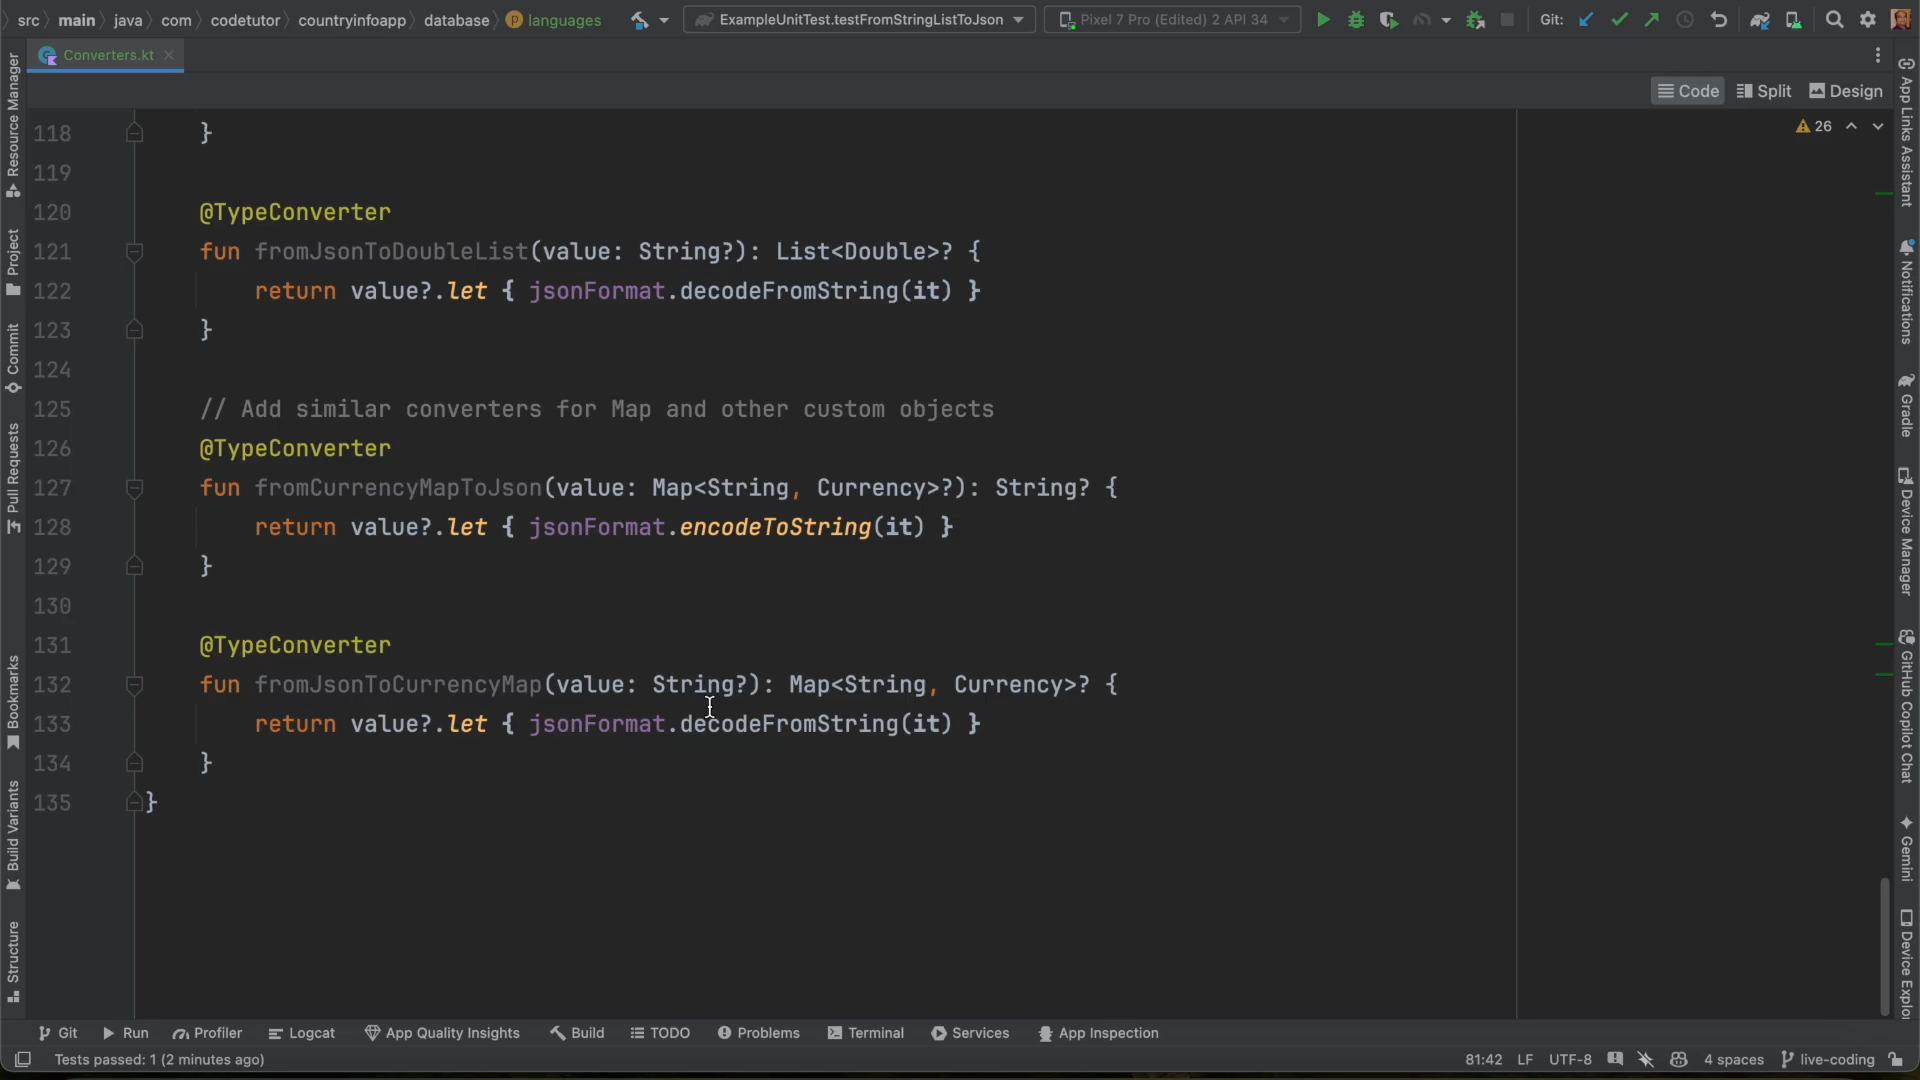 src main java com codetutor countryinfoapp database languages ExampleUnitTest.testFromStringListToJson Pixel 7 Pro (Edited) 2 API 34 Git:
Converters.kt
Code Split Design
26
118 }
119
120 @TypeConverter
121 fun fromJsonToDoubleList(value: String?): List<Double>? {
122 return value?.let { jsonFormat.decodeFromString(it) }
123 }
124
125 // Add similar converters for Map and other custom objects
126 @TypeConverter
127 fun fromCurrencyMapToJson(value: Map<String, Currency>?): String? {
128 return value?.let { jsonFormat.encodeToString(it) }
129 }
130
131 @TypeConverter
132 fun fromJsonToCurrencyMap(value: String?): Map<String, Currency>? {
133 return value?.let { jsonFormat.decodeFromString(it) }
134 }
135 }
Resource Manager
Project
Commit
Pull Requests
Bookmarks
Build Variants
Structure
App Links Assistant
Notifications
Gradle
Device Manager
GitHub Copilot Chat
Gemini
Device Explo
Git Run Profiler Logcat App Quality Insights Build TODO Problems Terminal Services App Inspection
Tests passed: 1 (2 minutes ago) 81:42 LF UTF-8 4 spaces live-coding